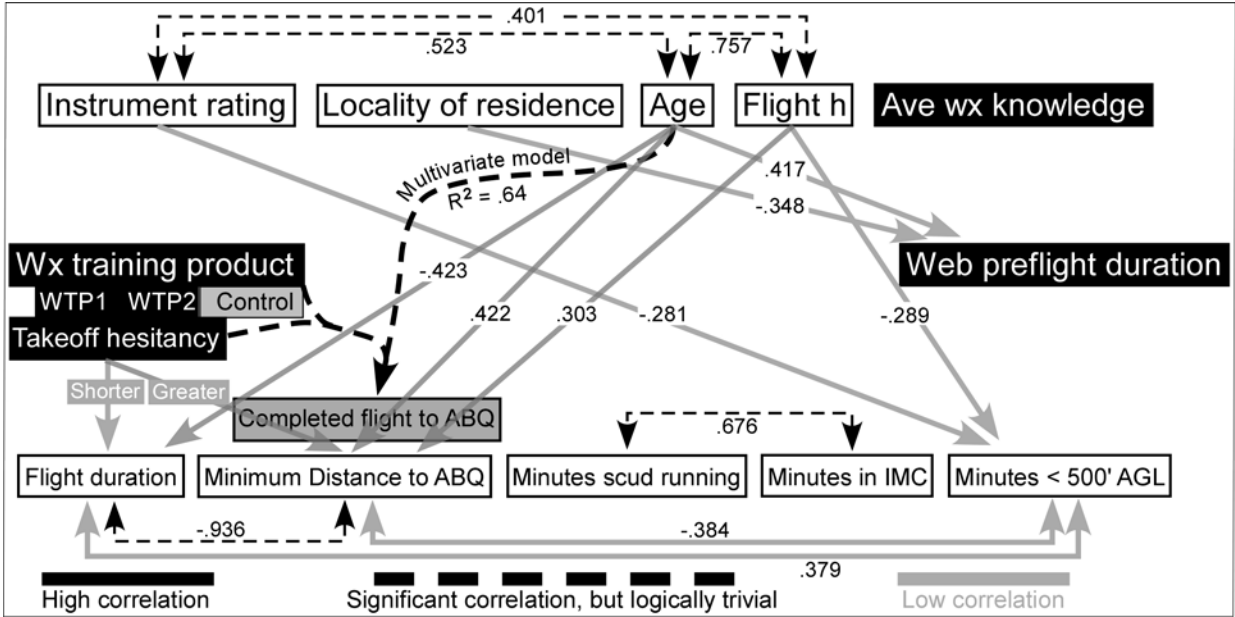 .401
.523
.757
Instrument rating
Locality of residence
Age
Flight h
Ave wx knowledge
Multivariate model
R² = .64
.417
-.348
Wx training product
WTP1 WTP2 Control
Takeoff hesitancy
Web preflight duration
-.423
.422
.303
-.281
-.289
Shorter
Greater
Completed flight to ABQ
.676
Flight duration
Minimum Distance to ABQ
Minutes scud running
Minutes in IMC
Minutes < 500' AGL
-.936
-.384
.379
High correlation
Significant correlation, but logically trivial
Low correlation